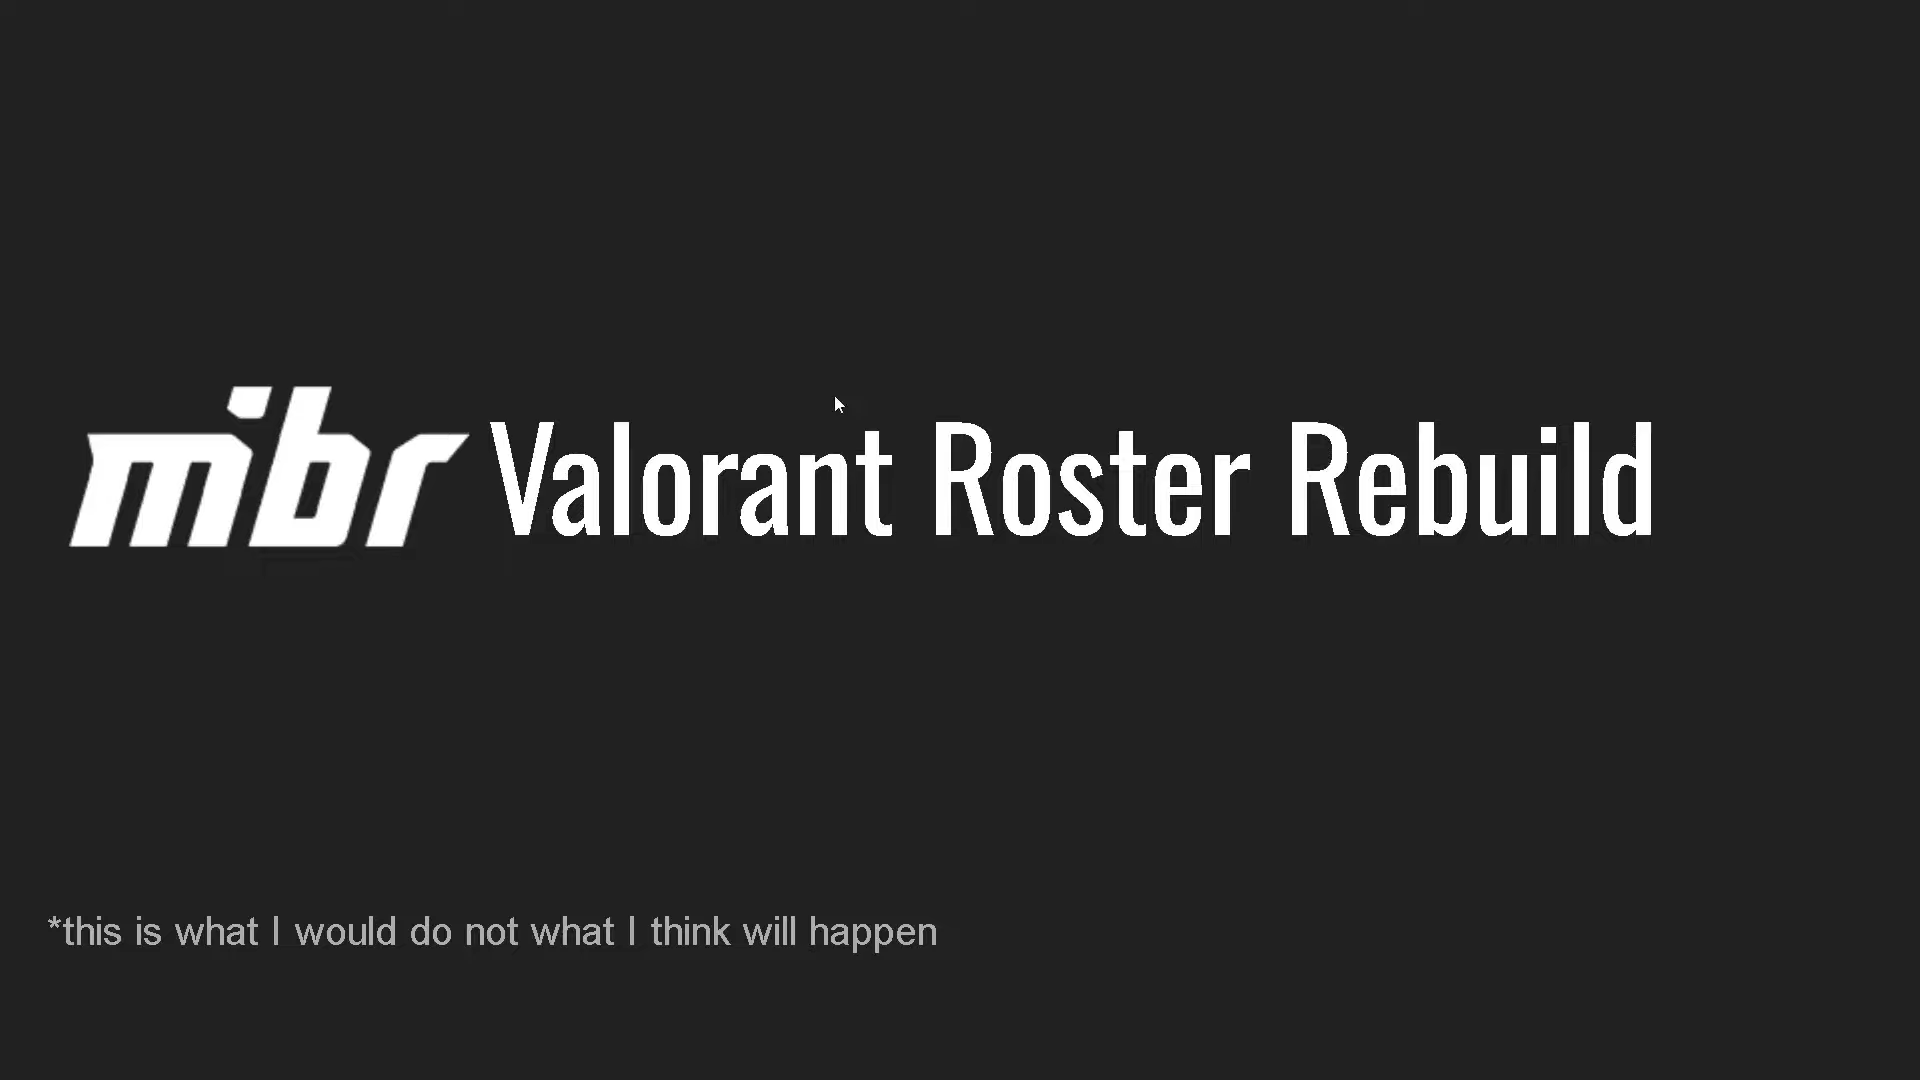 mibr Valorant Roster Rebuild
*this is what I would do not what I think will happen